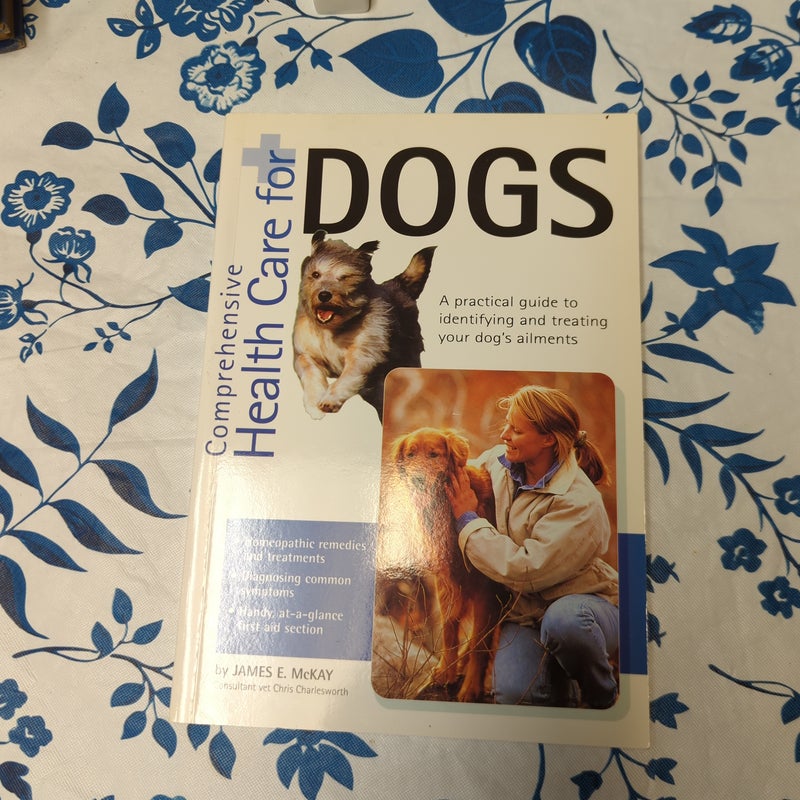 Comprehensive
Health Care for
DOGS
A practical guide to
identifying and treating
your dog's ailments
Homeopathic remedies
and treatments
Diagnosing common
symptoms
Handy, at-a-glance
first aid section
by JAMES E. McKAY
Consultant vet Chris Charlesworth